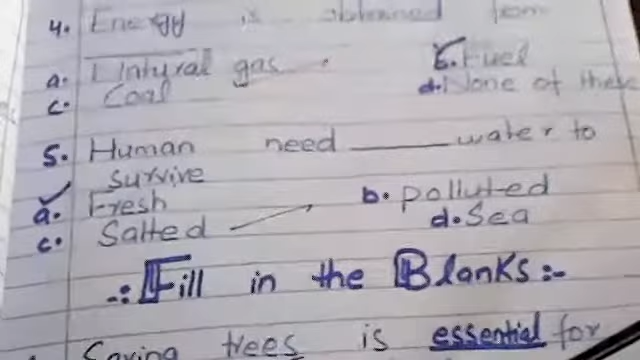 4. Energy is obtained from
a. Natural gas b. Fuel
c. Coal d. None of these
5. Human need ______ water to
survive
a. Fresh b. polluted
c. Salted d. Sea
-: Fill in the Blanks :-
Saving trees is essential for